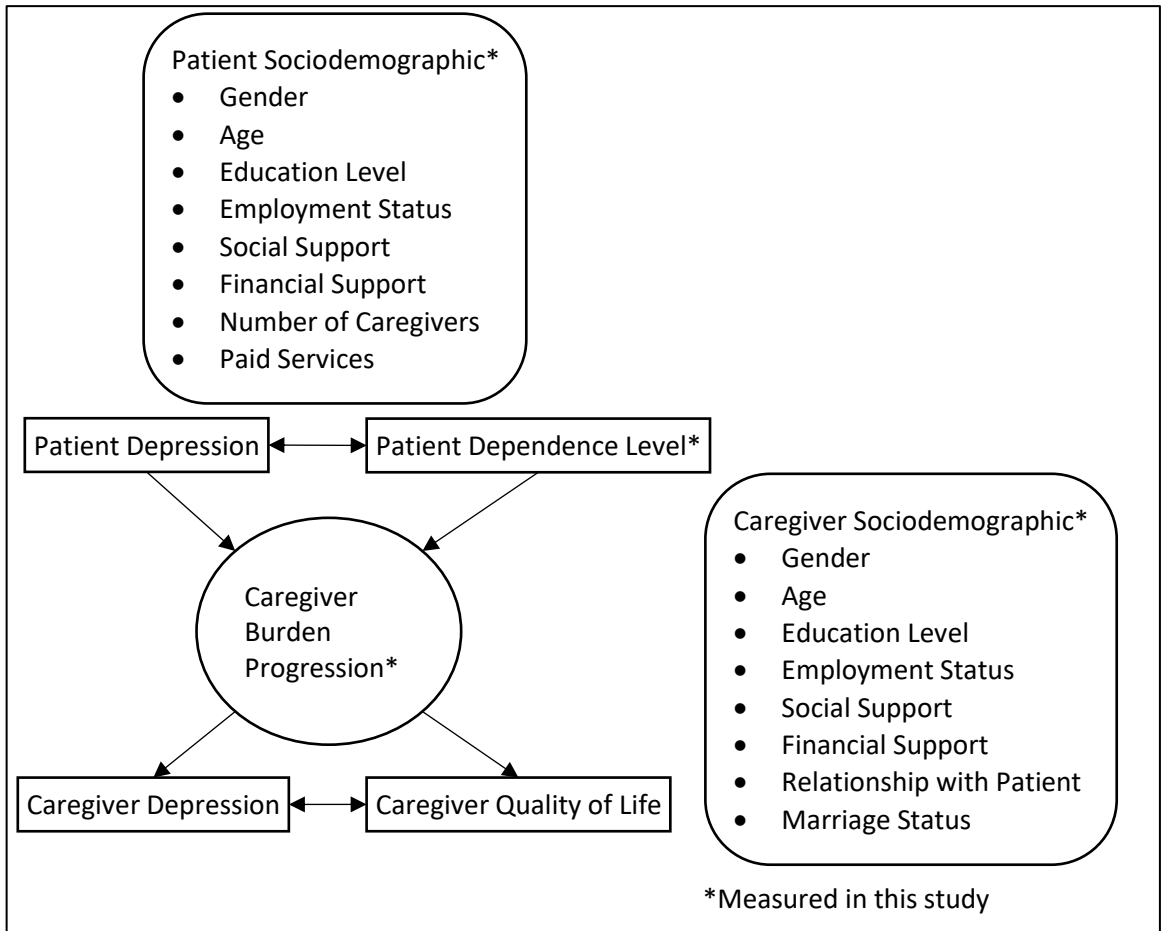 Patient Sociodemographic*
• Gender
• Age
• Education Level
• Employment Status
• Social Support
• Financial Support
• Number of Caregivers
• Paid Services
Patient Depression
Patient Dependence Level*
Caregiver Sociodemographic*
• Gender
• Age
• Education Level
• Employment Status
• Social Support
• Financial Support
• Relationship with Patient
• Marriage Status
Caregiver
Burden
Progression*
Caregiver Depression
Caregiver Quality of Life
*Measured in this study